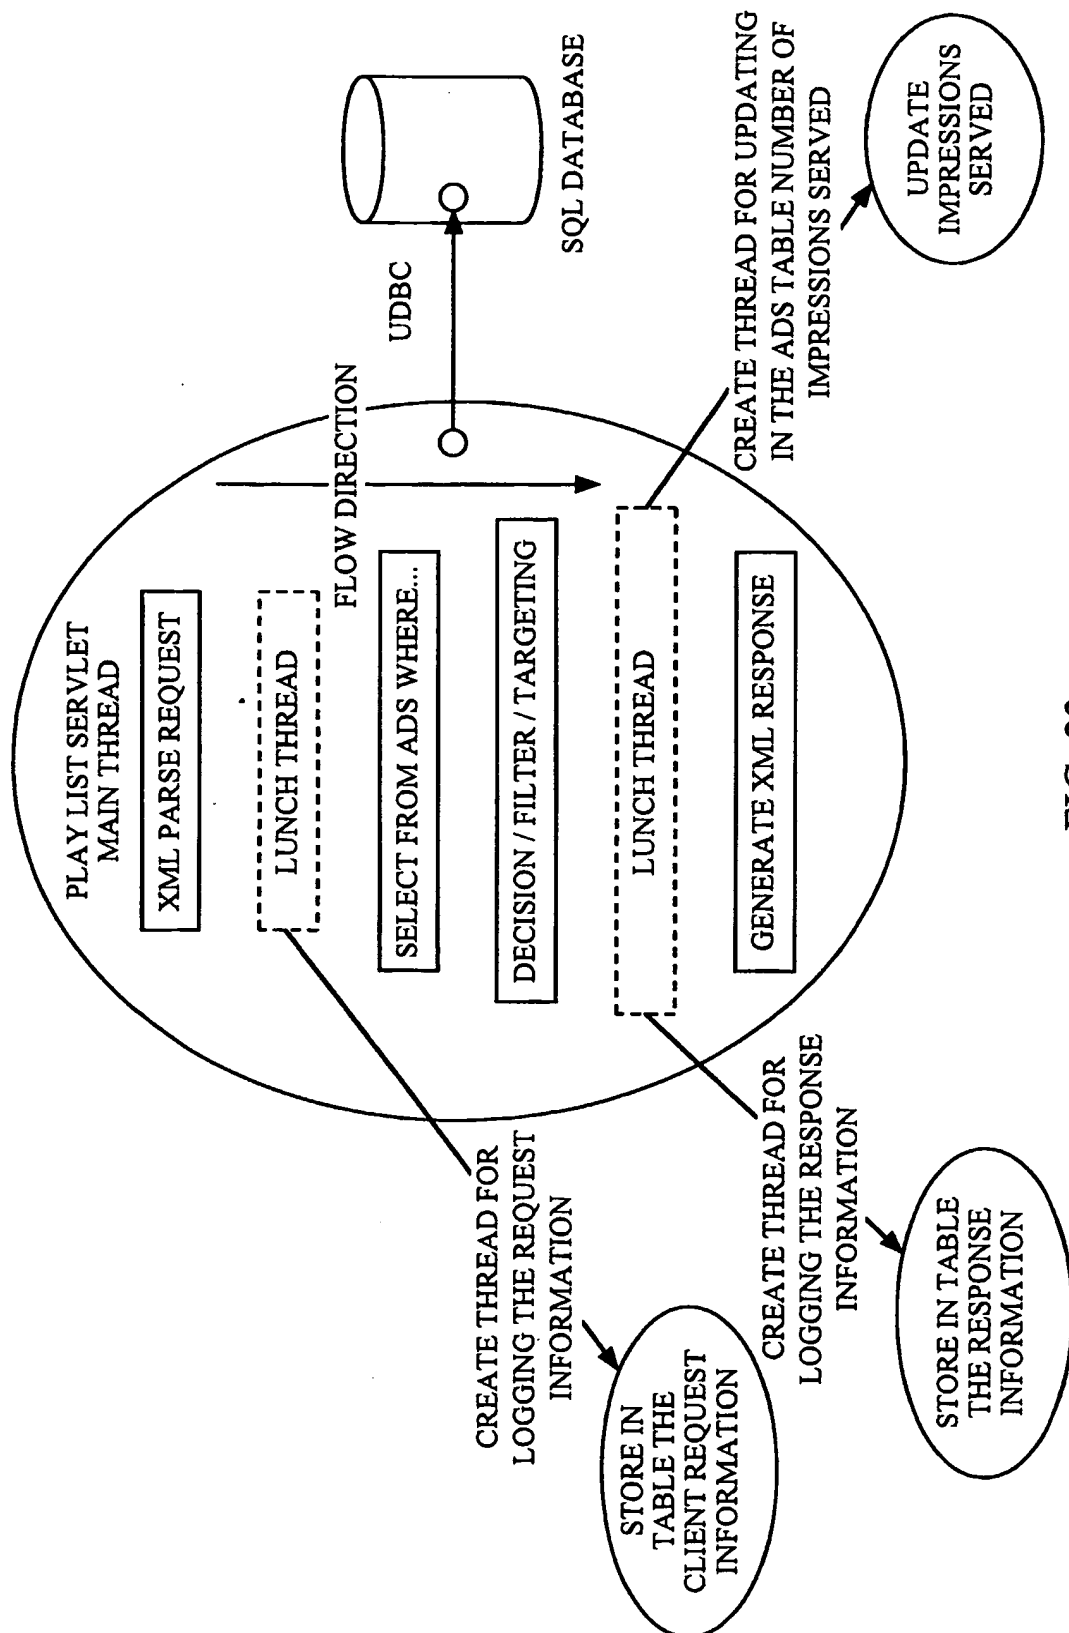 PLAY LIST SERVLET
MAIN THREAD
XML PARSE REQUEST
LUNCH THREAD
FLOW DIRECTION
SELECT FROM ADS WHERE...
DECISION / FILTER / TARGETING
LUNCH THREAD
GENERATE XML RESPONSE
UDBC
SQL DATABASE
CREATE THREAD FOR UPDATING
IN THE ADS TABLE NUMBER OF
IMPRESSIONS SERVED
UPDATE
IMPRESSIONS
SERVED
CREATE THREAD FOR
LOGGING THE REQUEST
INFORMATION
STORE IN
TABLE THE
CLIENT REQUEST
INFORMATION
CREATE THREAD FOR
LOGGING THE RESPONSE
INFORMATION
STORE IN TABLE
THE RESPONSE
INFORMATION